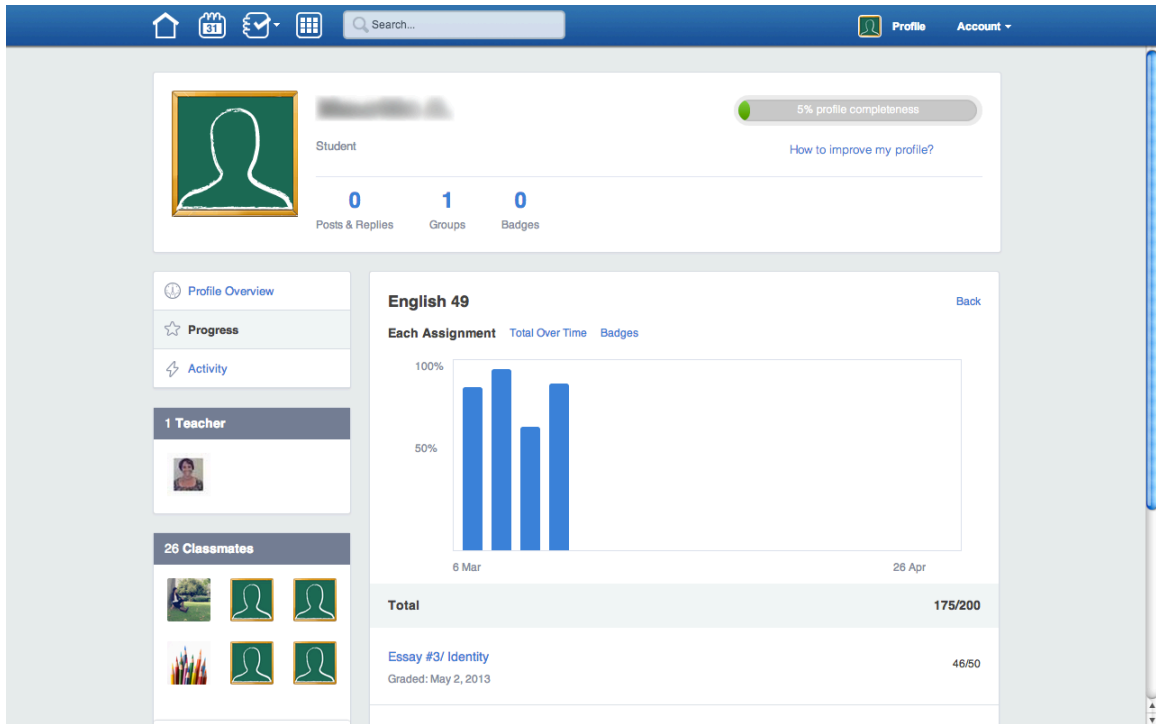 31
Search...
Profile
Account
5% profile completeness
Student
How to improve my profile?
0 1 0
Posts & Replies Groups Badges
Profile Overview
Progress
Activity
English 49
Back
Each Assignment Total Over Time Badges
100%
50%
6 Mar 26 Apr
1 Teacher
26 Classmates
Total 175/200
Essay #3/ Identity 46/50
Graded: May 2, 2013